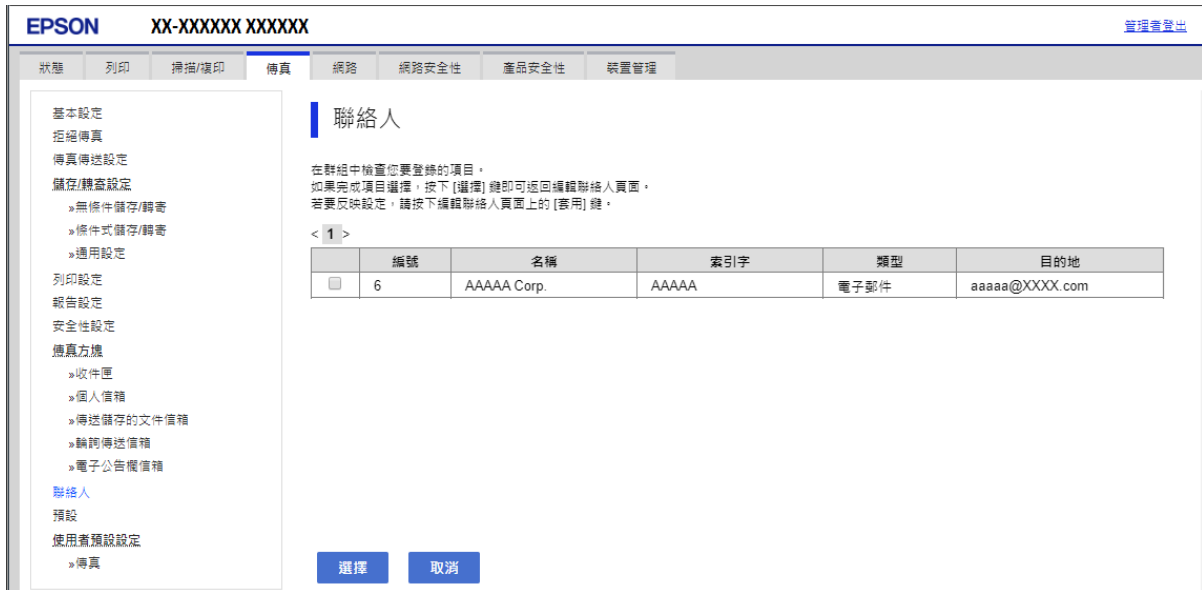 EPSON XX-XXXXXX XXXXXX 管理者登出
狀態 列印 掃描/複印 傳真 網路 網路安全性 產品安全性 裝置管理
基本設定
拒絕傳真
傳真傳送設定
儲存/轉寄設定
»無條件儲存/轉寄
»條件式儲存/轉寄
»通用設定
列印設定
報告設定
安全性設定
傳真方塊
»收件匣
»個人信箱
»傳送儲存的文件信箱
»輪詢傳送信箱
»電子公告欄信箱
聯絡人
預設
使用者預設設定
»傳真
聯絡人
在群組中檢查您要登錄的項目。
如果完成項目選擇，按下 [選擇] 鍵即可返回編輯聯絡人頁面。
若要反映設定，請按下編輯聯絡人頁面上的 [套用] 鍵。
< 1 >
編號 名稱 索引字 類型 目的地
6 AAAAA Corp. AAAAA 電子郵件 aaaaa@XXXX.com
選擇 取消